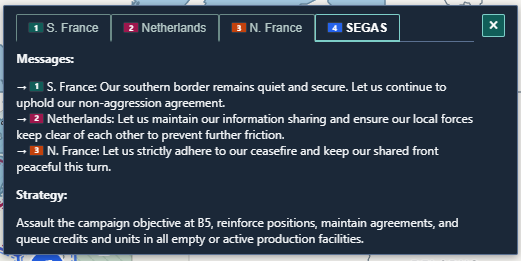 1 S. France 2 Netherlands 3 N. France 4 SEGAS ×
Messages:
→ 1 S. France: Our southern border remains quiet and secure. Let us continue to
uphold our non-aggression agreement.
→ 2 Netherlands: Let us maintain our information sharing and ensure our local forces
keep clear of each other to prevent further friction.
→ 3 N. France: Let us strictly adhere to our ceasefire and keep our shared front
peaceful this turn.
Strategy:
Assault the campaign objective at B5, reinforce positions, maintain agreements, and
queue credits and units in all empty or active production facilities.